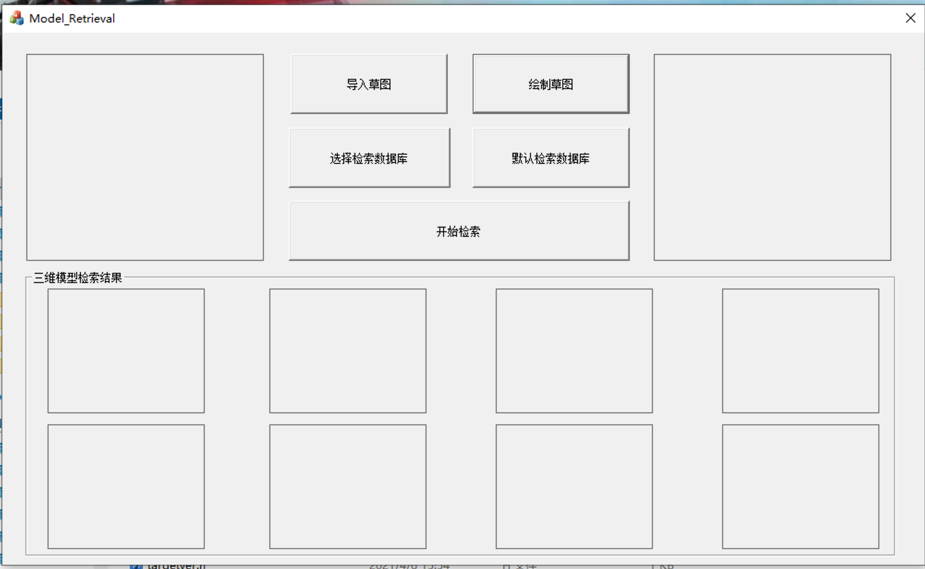 Model_Retrieval
导入草图
绘制草图
选择检索数据库
默认检索数据库
开始检索
三维模型检索结果